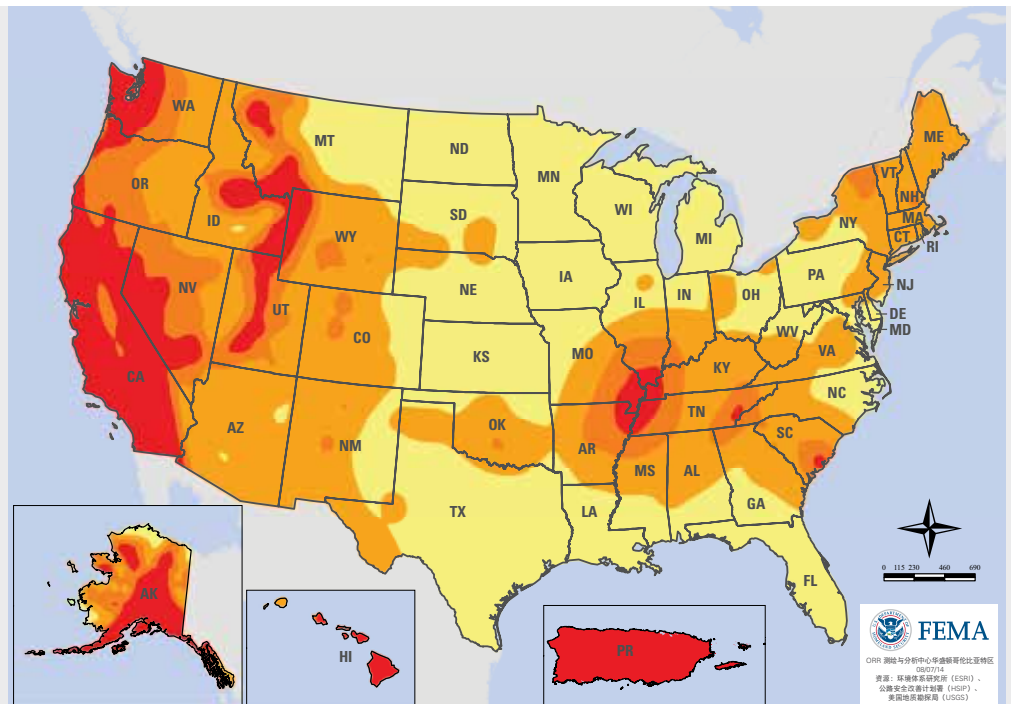 WA
MT
ND
MN
ME
VT
NH
OR
ID
SD
WI
MI
NY
MA
CT
RI
WY
NE
IA
PA
NJ
NV
UT
CO
KS
MO
IL
IN
OH
WV
DE
MD
VA
CA
KY
NC
AZ
NM
OK
AR
TN
SC
MS
AL
GA
TX
LA
FL
AK
HI
PR
0 115 230 460 690
FEMA
ORR 测绘与分析中心华盛顿哥伦比亚特区
08/07/14
资源：环境体系研究所（ESRI）、
公路安全改善计划署（HSIP）、
美国地质勘探局（USGS）